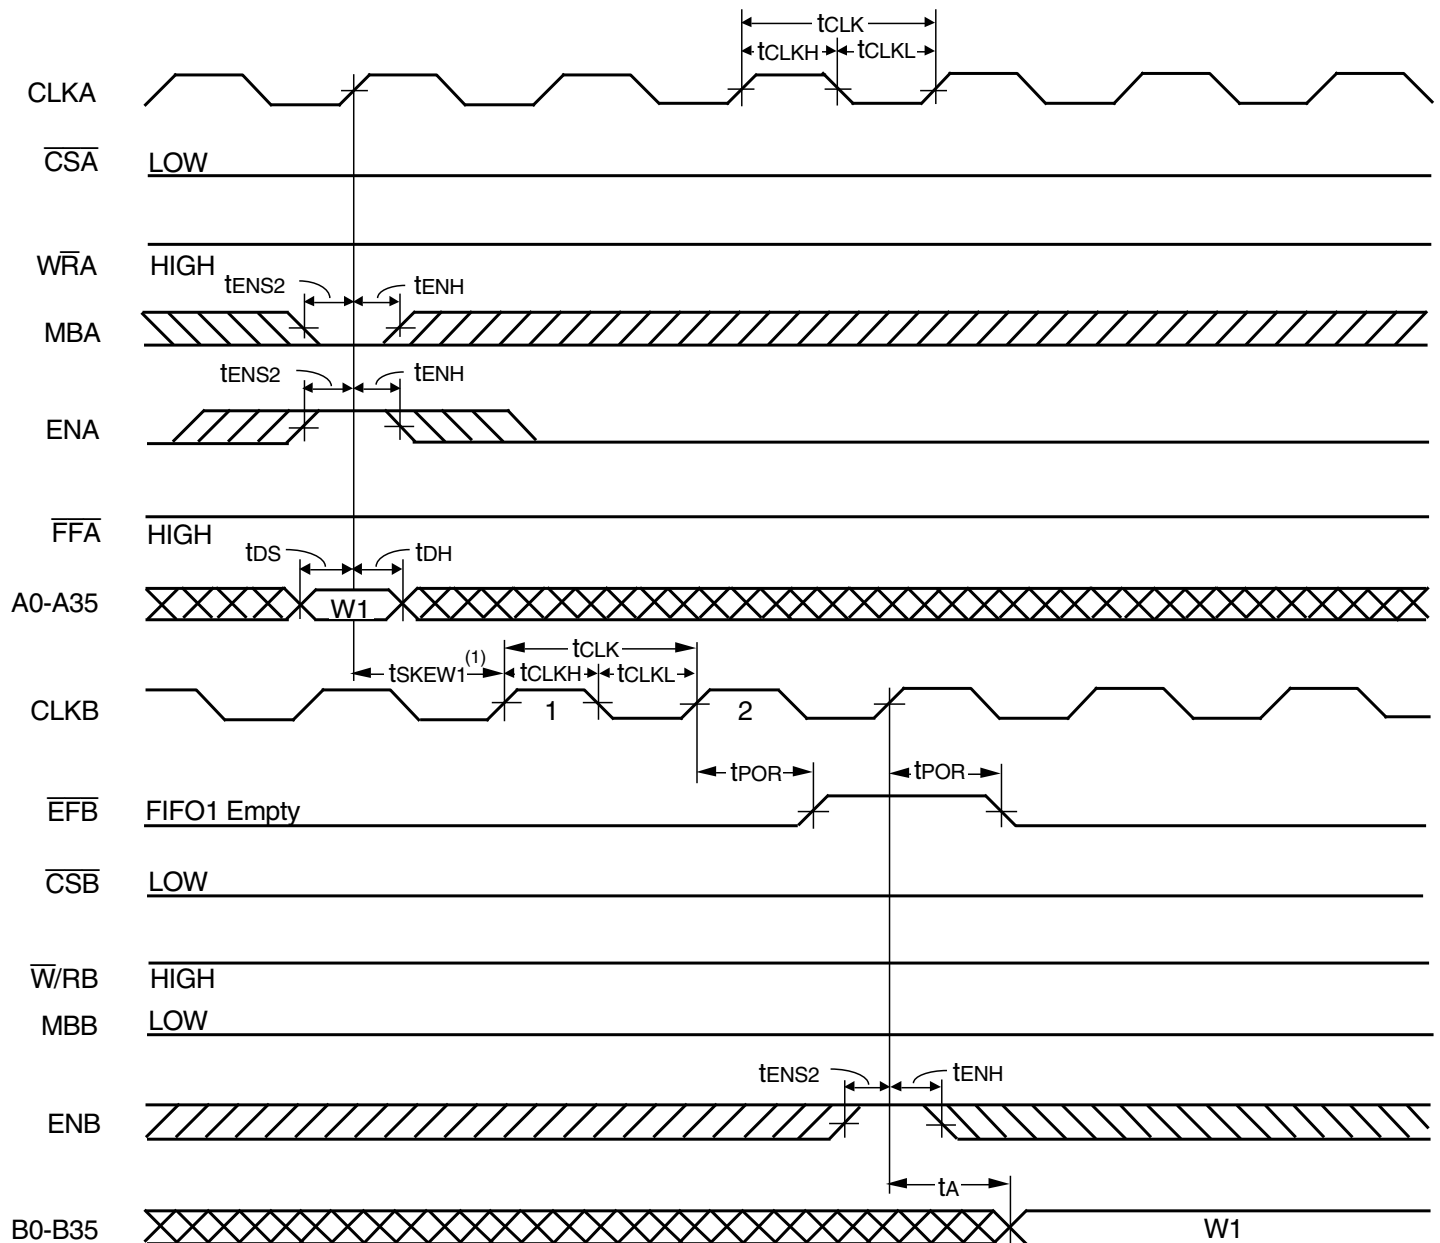 tCLK
tCLKH tCLKL
CLKA
CSA LOW
WRA HIGH
tENS2 tENH
MBA
tENS2 tENH
ENA
FFA HIGH
tDS tDH
A0-A35 W1
tCLK
tSKEW1(1) tCLKH tCLKL
CLKB 1 2
tPOR tPOR
EFB FIFO1 Empty
CSB LOW
W/RB HIGH
MBB LOW
tENS2 tENH
ENB
tA
B0-B35 W1